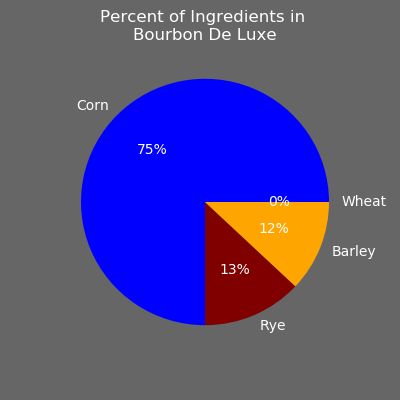 Percent of Ingredients in
Bourbon De Luxe
Corn
75%
0%
Wheat
12%
Barley
13%
Rye